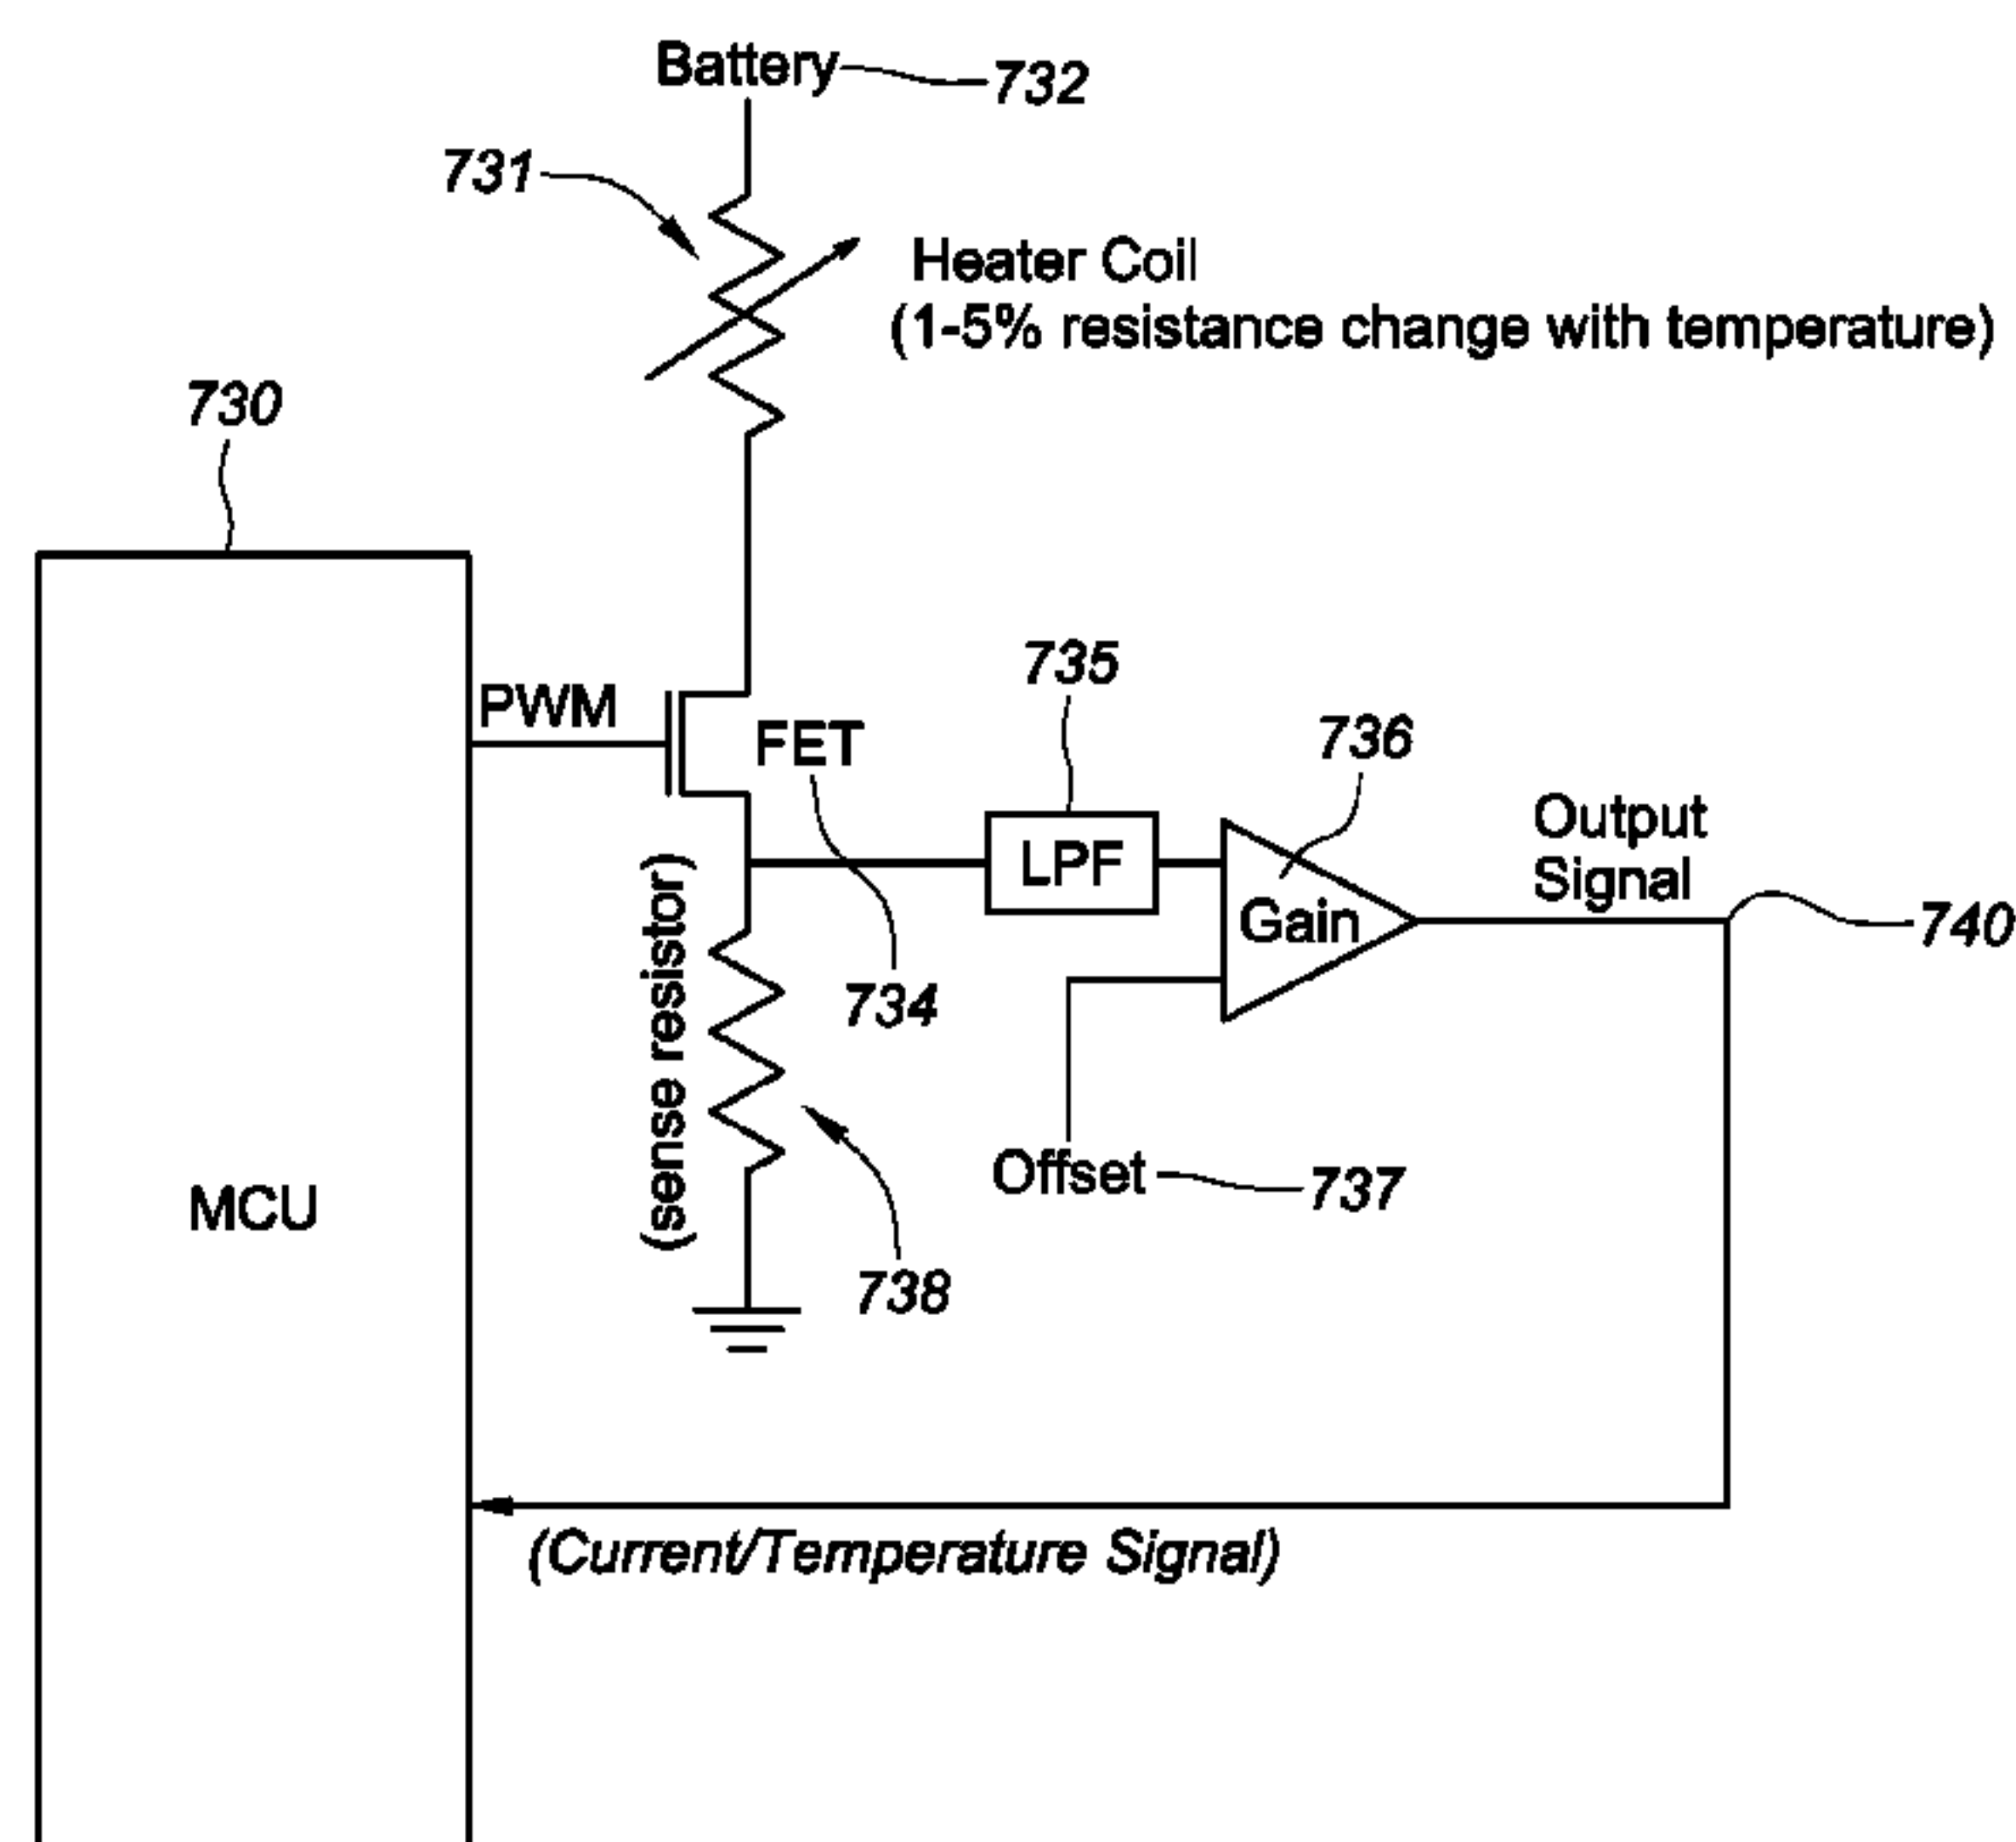 Battery 732
731
Heater Coil
(1-5% resistance change with temperature)
730
PWM
FET
735
736
LPF
Gain
Output
Signal
740
(sense resistor)
734
Offset 737
MCU
738
(Current/Temperature Signal)